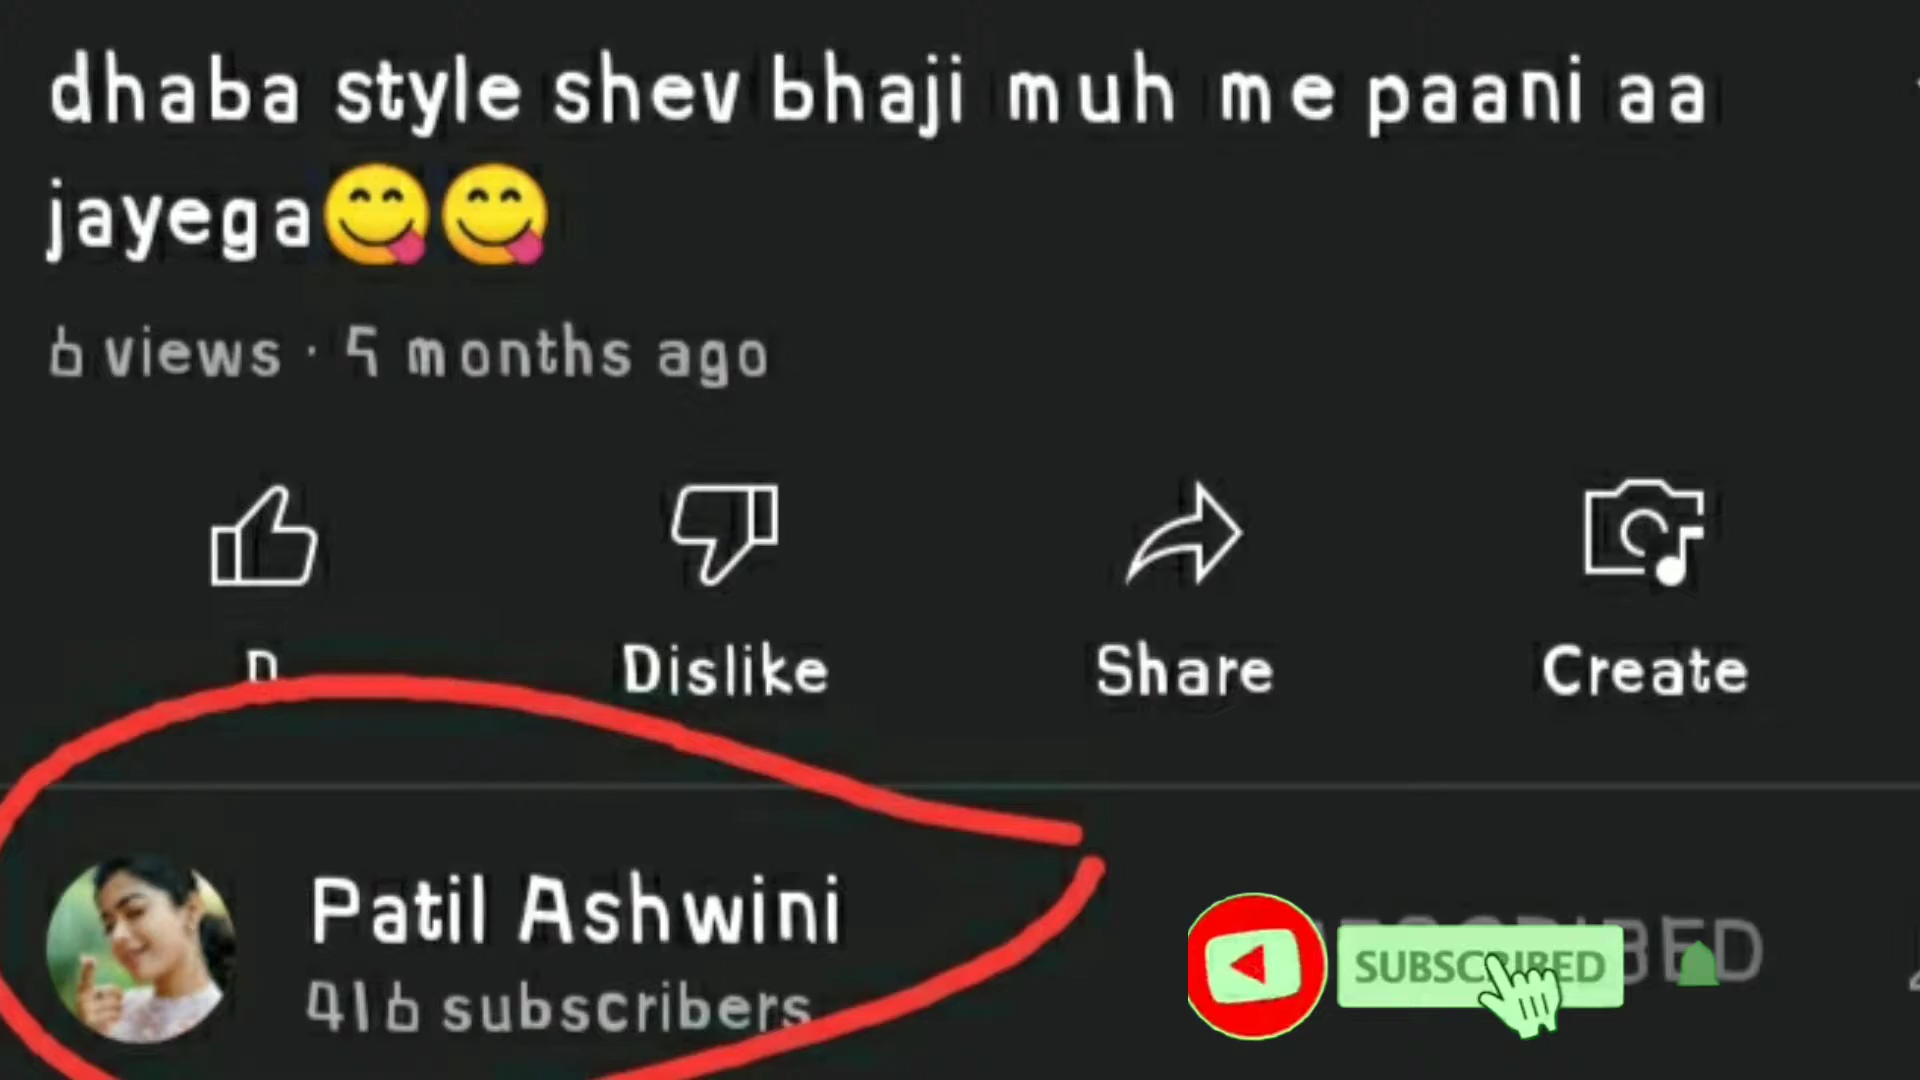 dhaba style shev bhaji muh me paani aa
jayega😋😋
6 views · 5 months ago
0 Dislike Share Create
Patil Ashwini
416 subscribers
SUBSCRIBED